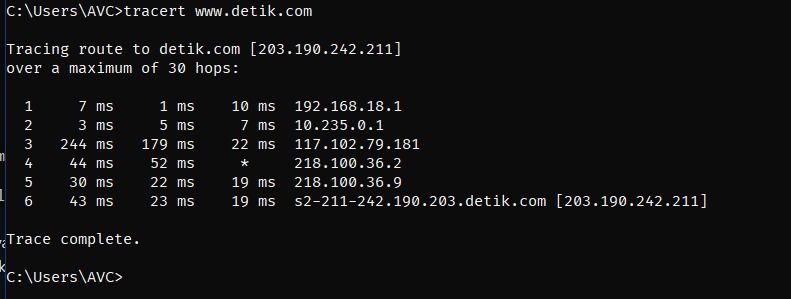 C:\Users\AVC>tracert www.detik.com
Tracing route to detik.com [203.190.242.211]
over a maximum of 30 hops:
1 7 ms 1 ms 10 ms 192.168.18.1
2 3 ms 5 ms 7 ms 10.235.0.1
3 244 ms 179 ms 22 ms 117.102.79.181
4 44 ms 52 ms * 218.100.36.2
5 30 ms 22 ms 19 ms 218.100.36.9
6 43 ms 23 ms 19 ms s2-211-242.190.203.detik.com [203.190.242.211]
Trace complete.
C:\Users\AVC>